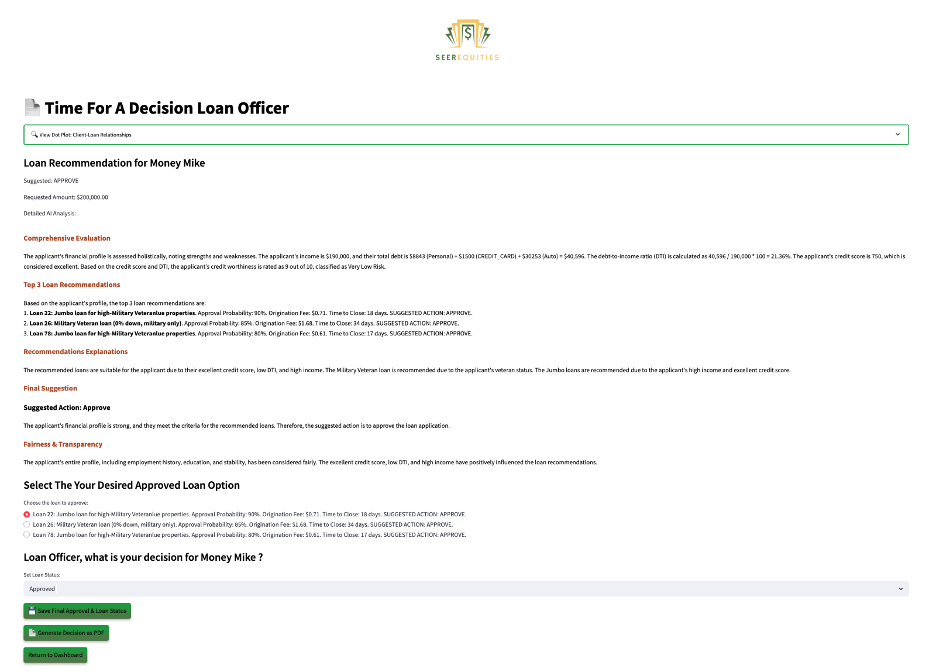 SEEREQUITIES
Time For A Decision Loan Officer
View Dot Plot: Client-Loan Relationships
Loan Recommendation for Money Mike
Suggested: APPROVE
Requested Amount: $200,000.00
Detailed AI Analysis:
Comprehensive Evaluation
The applicant's financial profile is assessed holistically, noting strengths and weaknesses. The applicant's income is $190,000, and their total debt is $8843 (Personal) + $1500 (CREDIT_CARD) + $30253 (Auto) = $40,596. The debt-to-income ratio (DTI) is calculated as 40,596 / 190,000 * 100 = 21.36%. The applicant's credit score is 750, which is
considered excellent. Based on the credit score and DTI, the applicant's credit worthiness is rated as 9 out of 10, classified as Very Low Risk.
Top 3 Loan Recommendations
Based on the applicant's profile, the top 3 loan recommendations are:
1. Loan 22: Jumbo loan for high-Military Veteranlue properties. Approval Probability: 90%. Origination Fee: $0.71. Time to Close: 18 days. SUGGESTED ACTION: APPROVE.
2. Loan 26: Military Veteran loan (0% down, military only). Approval Probability: 85%. Origination Fee: $1.68. Time to Close: 34 days. SUGGESTED ACTION: APPROVE.
3. Loan 78: Jumbo loan for high-Military Veteranlue properties. Approval Probability: 80%. Origination Fee: $0.61. Time to Close: 17 days. SUGGESTED ACTION: APPROVE.
Recommendations Explanations
The recommended loans are suitable for the applicant due to their excellent credit score, low DTI, and high income. The Military Veteran loan is recommended due to the applicant's veteran status. The Jumbo loans are recommended due to the applicant's high income and excellent credit score.
Final Suggestion
Suggested Action: Approve
The applicant's financial profile is strong, and they meet the criteria for the recommended loans. Therefore, the suggested action is to approve the loan application.
Fairness & Transparency
The applicant's entire profile, including employment history, education, and stability, has been considered fairly. The excellent credit score, low DTI, and high income have positively influenced the loan recommendations.
Select The Your Desired Approved Loan Option
Choose the loan to approve:
Loan 22: Jumbo loan for high-Military Veteranlue properties. Approval Probability: 90%. Origination Fee: $0.71. Time to Close: 18 days. SUGGESTED ACTION: APPROVE.
Loan 26: Military Veteran loan (0% down, military only). Approval Probability: 85%. Origination Fee: $1.68. Time to Close: 34 days. SUGGESTED ACTION: APPROVE.
Loan 78: Jumbo loan for high-Military Veteranlue properties. Approval Probability: 80%. Origination Fee: $0.61. Time to Close: 17 days. SUGGESTED ACTION: APPROVE.
Loan Officer, what is your decision for Money Mike ?
Set Loan Status:
Approved
Save Final Approval & Loan Status
Generate Decision as PDF
Return to Dashboard